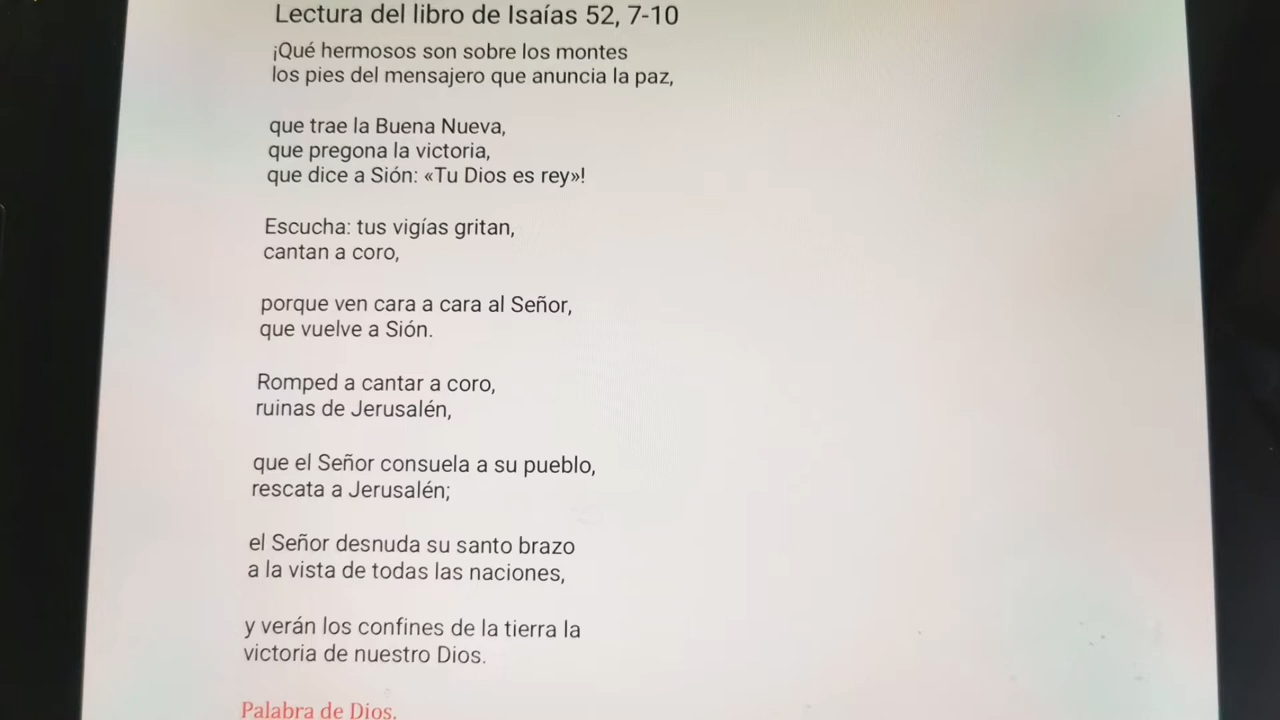 Lectura del libro de Isaías 52, 7-10
¡Qué hermosos son sobre los montes
los pies del mensajero que anuncia la paz,
que trae la Buena Nueva,
que pregona la victoria,
que dice a Sión: «Tu Dios es rey»!
Escucha: tus vigías gritan,
cantan a coro,
porque ven cara a cara al Señor,
que vuelve a Sión.
Romped a cantar a coro,
ruinas de Jerusalén,
que el Señor consuela a su pueblo,
rescata a Jerusalén;
el Señor desnuda su santo brazo
a la vista de todas las naciones,
y verán los confines de la tierra la
victoria de nuestro Dios.
Palabra de Dios.